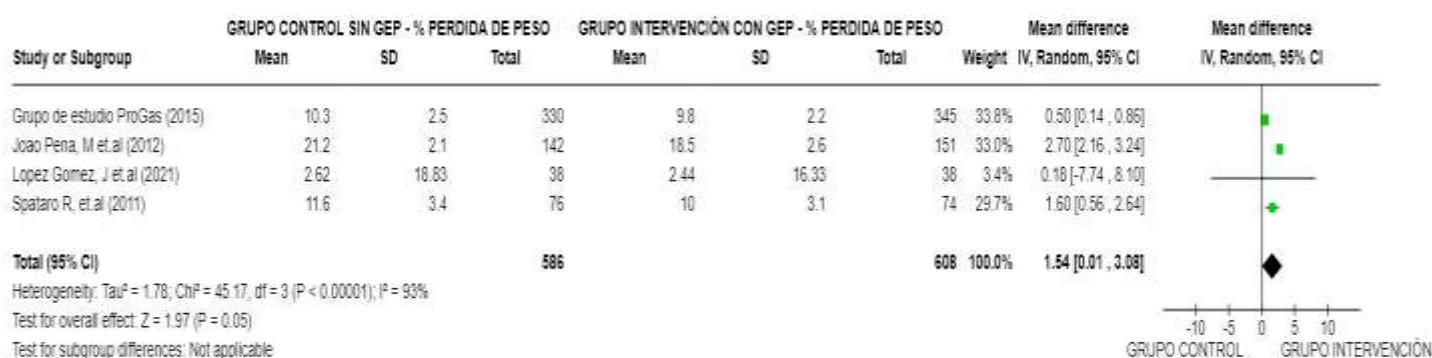 GRUPO CONTROL SIN GEP - % PERDIDA DE PESO GRUPO INTERVENCIÓN CON GEP - % PERDIDA DE PESO Mean difference Mean difference
Study or Subgroup Mean SD Total Mean SD Total Weight IV, Random, 95% CI IV, Random, 95% CI
Grupo de estudio ProGas (2015) 10.3 2.5 330 9.8 2.2 345 33.8% 0.50 [0.14 , 0.86]
Joao Pena, M et.al (2012) 21.2 2.1 142 18.5 2.6 151 33.0% 2.70 [2.16 , 3.24]
Lopez Gomez, J et.al (2021) 2.62 18.83 38 2.44 16.33 38 3.4% 0.18 [-7.74 , 8.10]
Spataro R, et.al (2011) 11.6 3.4 76 10 3.1 74 29.7% 1.60 [0.56 , 2.64]
Total (95% CI) 586 608 100.0% 1.54 [0.01 , 3.08]
Heterogeneity: Tau² = 1.78; Chi² = 45.17, df = 3 (P < 0.00001); I² = 93%
Test for overall effect: Z = 1.97 (P = 0.05)
Test for subgroup differences: Not applicable
-10 -5 0 5 10
GRUPO CONTROL GRUPO INTERVENCIÓN